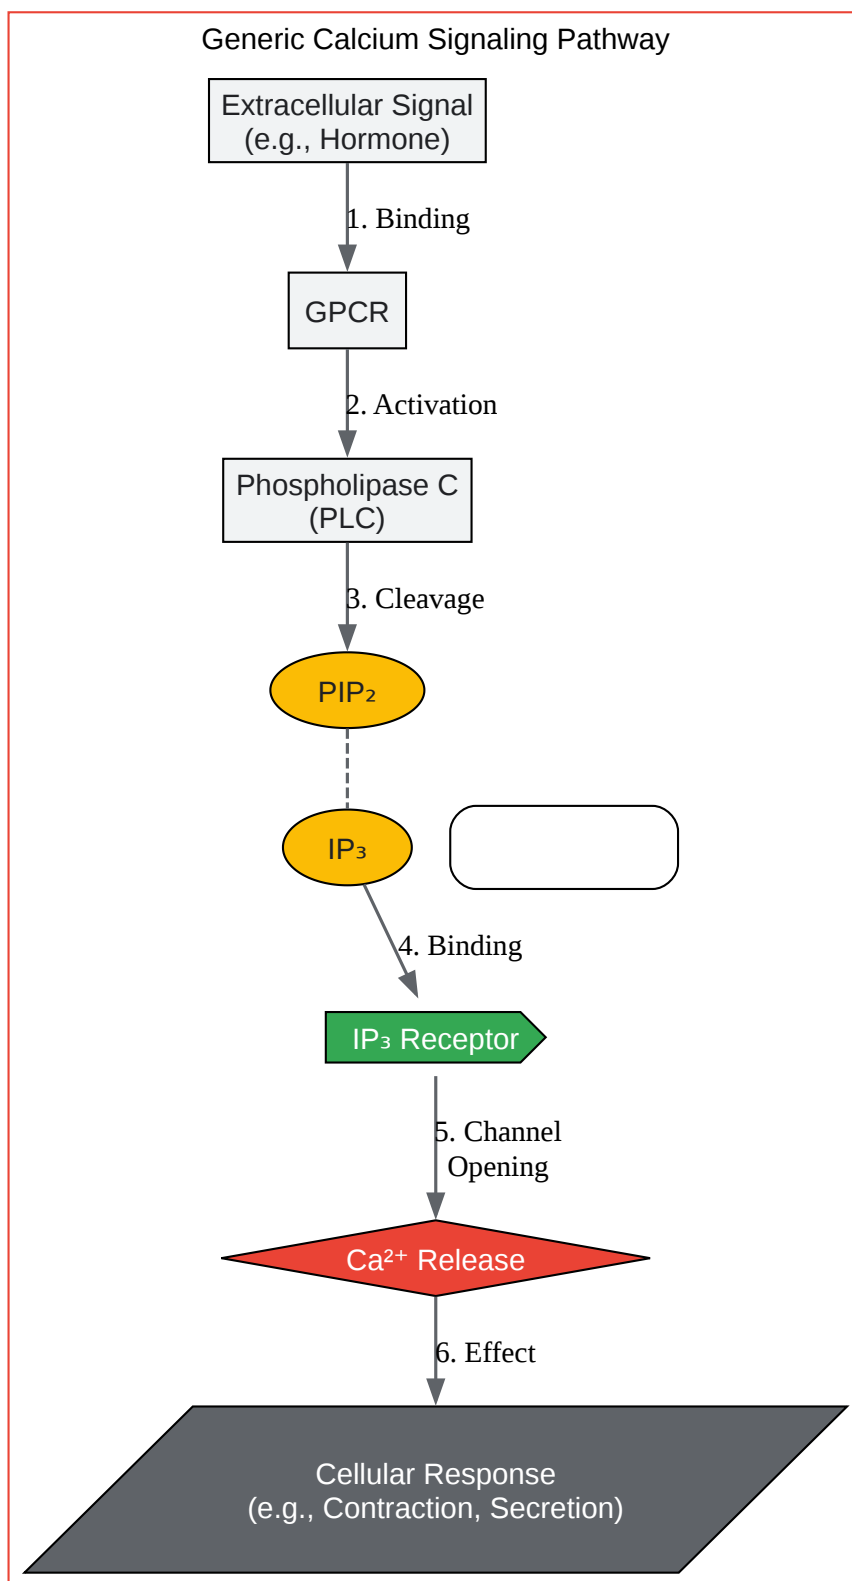 Generic Calcium Signaling Pathway
Extracellular Signal
(e.g., Hormone)
1. Binding
GPCR
2. Activation
Phospholipase C
(PLC)
3. Cleavage
PIP₂
IP₃
4. Binding
IP₃ Receptor
5. Channel
Opening
Ca²⁺ Release
6. Effect
Cellular Response
(e.g., Contraction, Secretion)